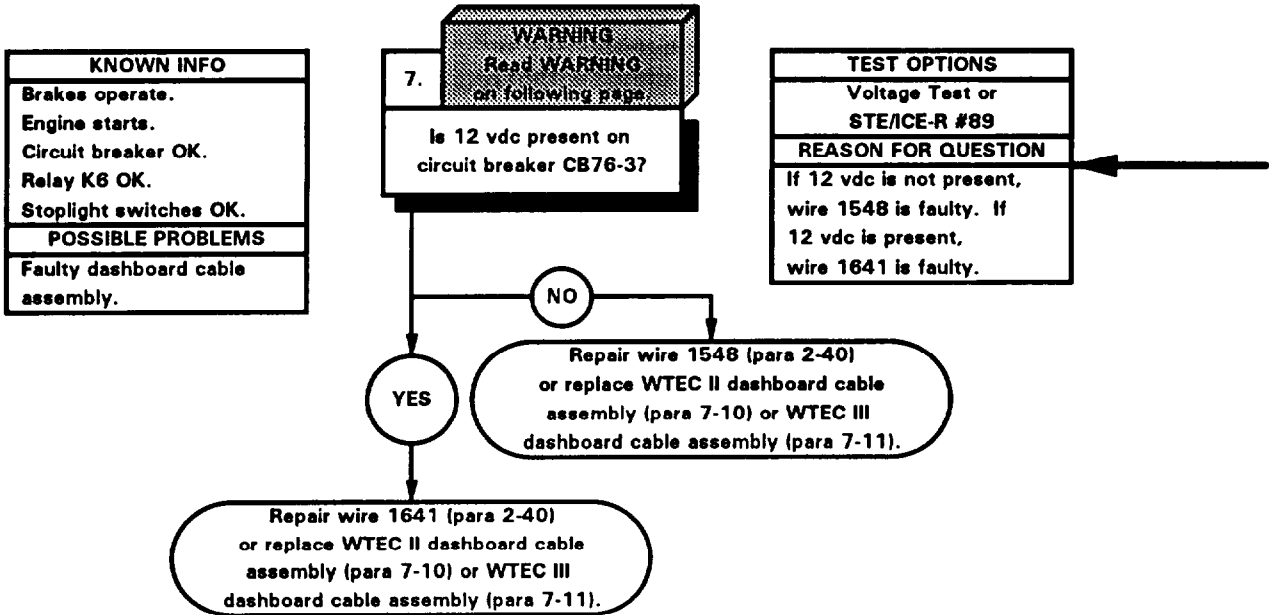 KNOWN INFO
Brakes operate.
Engine starts.
Circuit breaker OK.
Relay K6 OK.
Stoplight switches OK.
POSSIBLE PROBLEMS
Faulty dashboard cable
assembly.
WARNING
Read WARNING
on following page
7.
Is 12 vdc present on
circuit breaker CB76-3?
TEST OPTIONS
Voltage Test or
STE/ICE-R #89
REASON FOR QUESTION
If 12 vdc is not present,
wire 1548 is faulty. If
12 vdc is present,
wire 1641 is faulty.
NO
Repair wire 1548 (para 2-40)
or replace WTEC II dashboard cable
assembly (para 7-10) or WTEC III
dashboard cable assembly (para 7-11).
YES
Repair wire 1641 (para 2-40)
or replace WTEC II dashboard cable
assembly (para 7-10) or WTEC III
dashboard cable assembly (para 7-11).